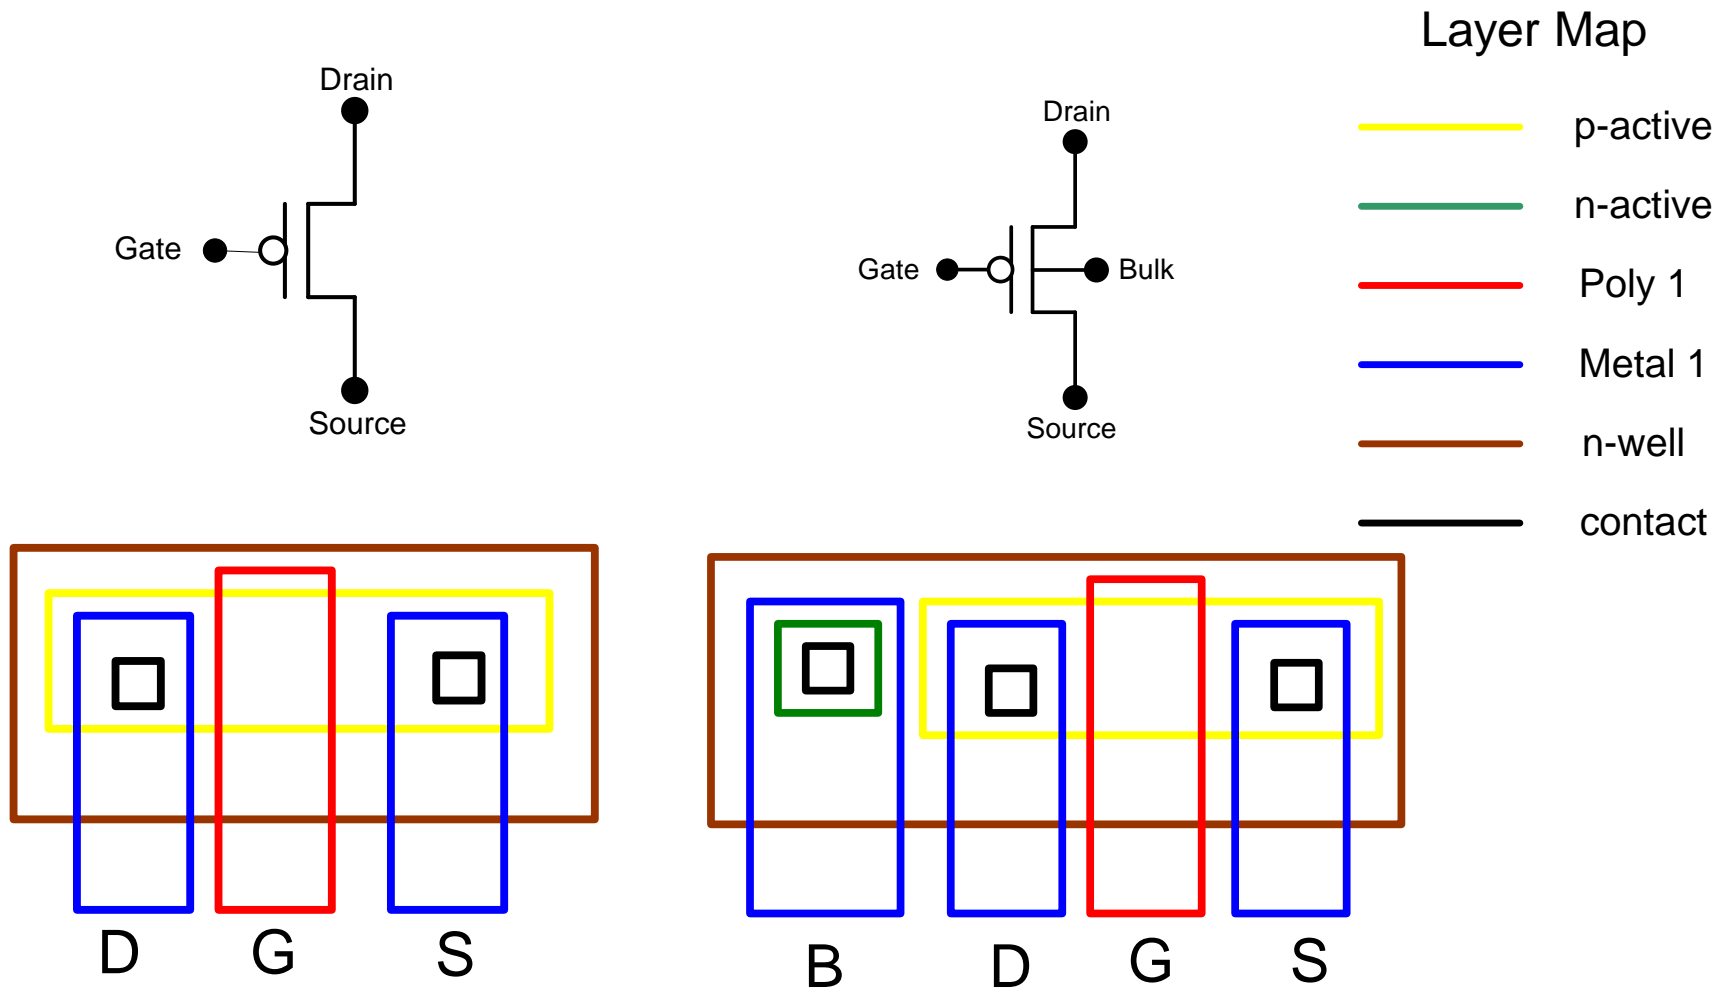 Layer Map
Drain
Gate
Source
Drain
Gate
Bulk
Source
p-active
n-active
Poly 1
Metal 1
n-well
contact
D
G
S
B
D
G
S